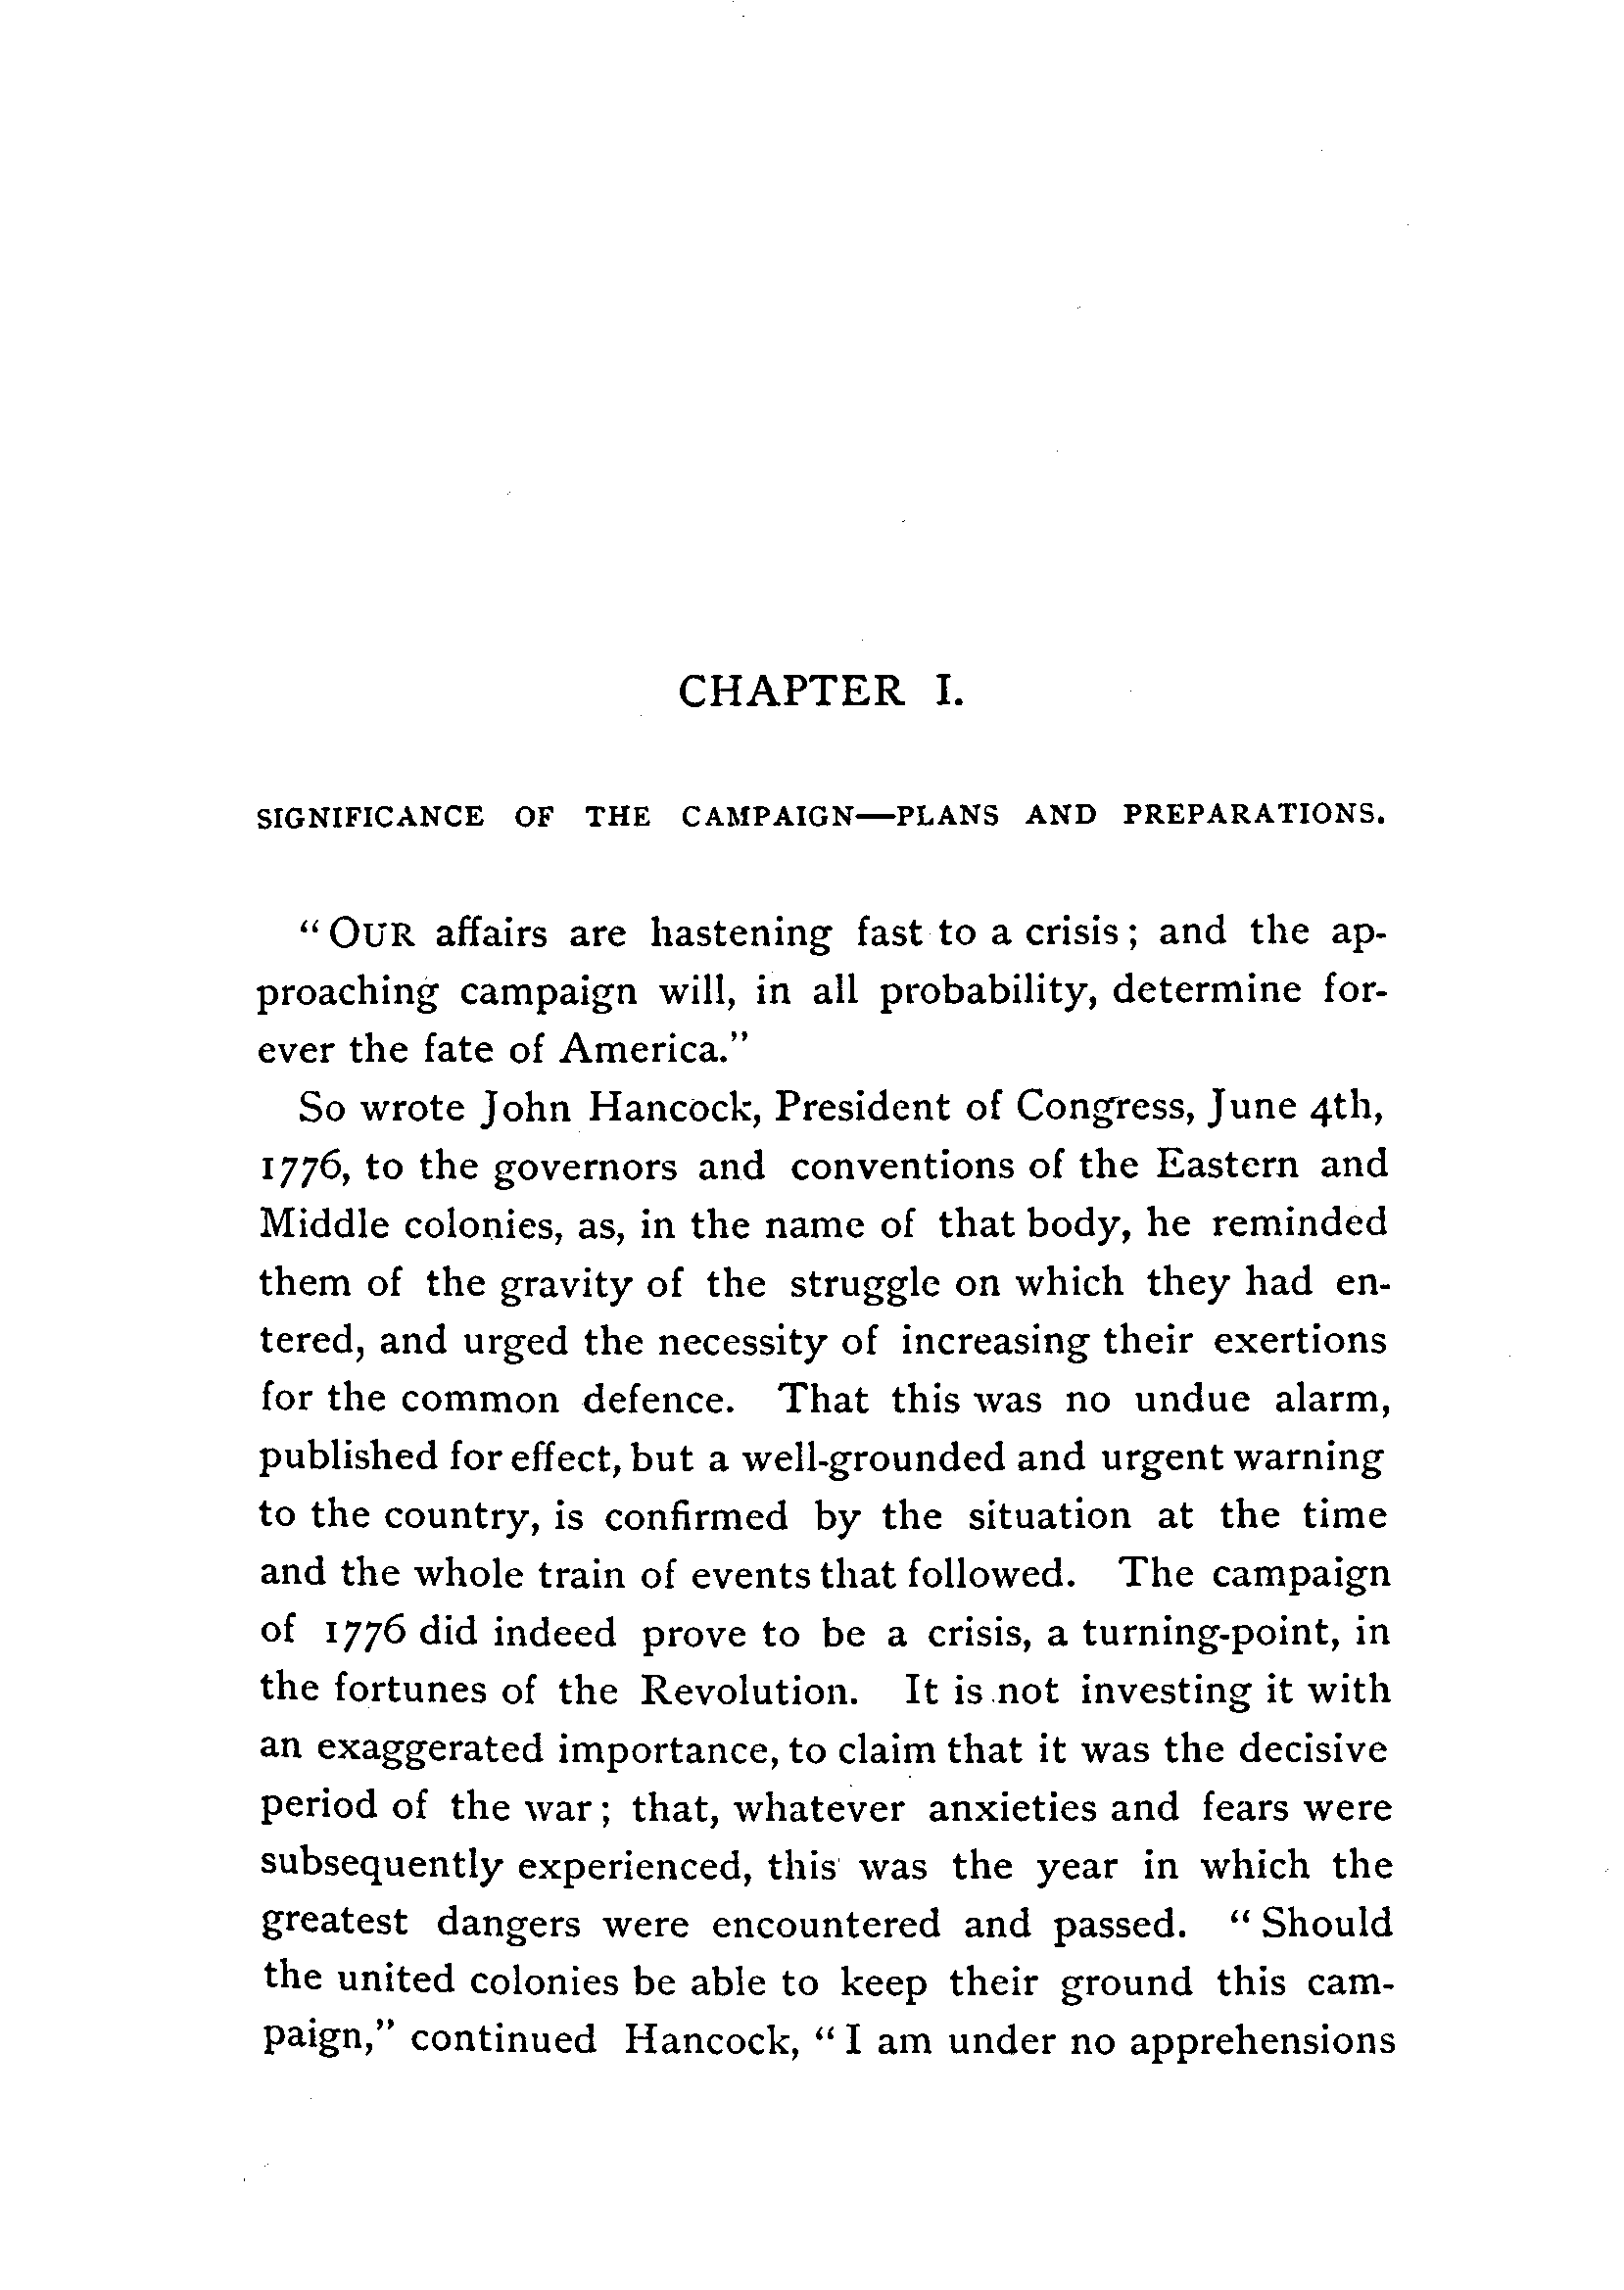 CHAPTER I.
SIGNIFICANCE OF THE CAMPAIGN—PLANS AND PREPARATIONS.
“OUR affairs are hastening fast to a crisis; and the ap-
proaching campaign will, in all probability, determine for-
ever the fate of America.”
So wrote John Hancock, President of Congress, June 4th,
1776, to the governors and conventions of the Eastern and
Middle colonies, as, in the name of that body, he reminded
them of the gravity of the struggle on which they had en-
tered, and urged the necessity of increasing their exertions
for the common defence. That this was no undue alarm,
published for effect, but a well-grounded and urgent warning
to the country, is confirmed by the situation at the time
and the whole train of events that followed. The campaign
of 1776 did indeed prove to be a crisis, a turning-point, in
the fortunes of the Revolution. It is not investing it with
an exaggerated importance, to claim that it was the decisive
period of the war; that, whatever anxieties and fears were
subsequently experienced, this was the year in which the
greatest dangers were encountered and passed. “Should
the united colonies be able to keep their ground this cam-
paign,” continued Hancock, “I am under no apprehensions